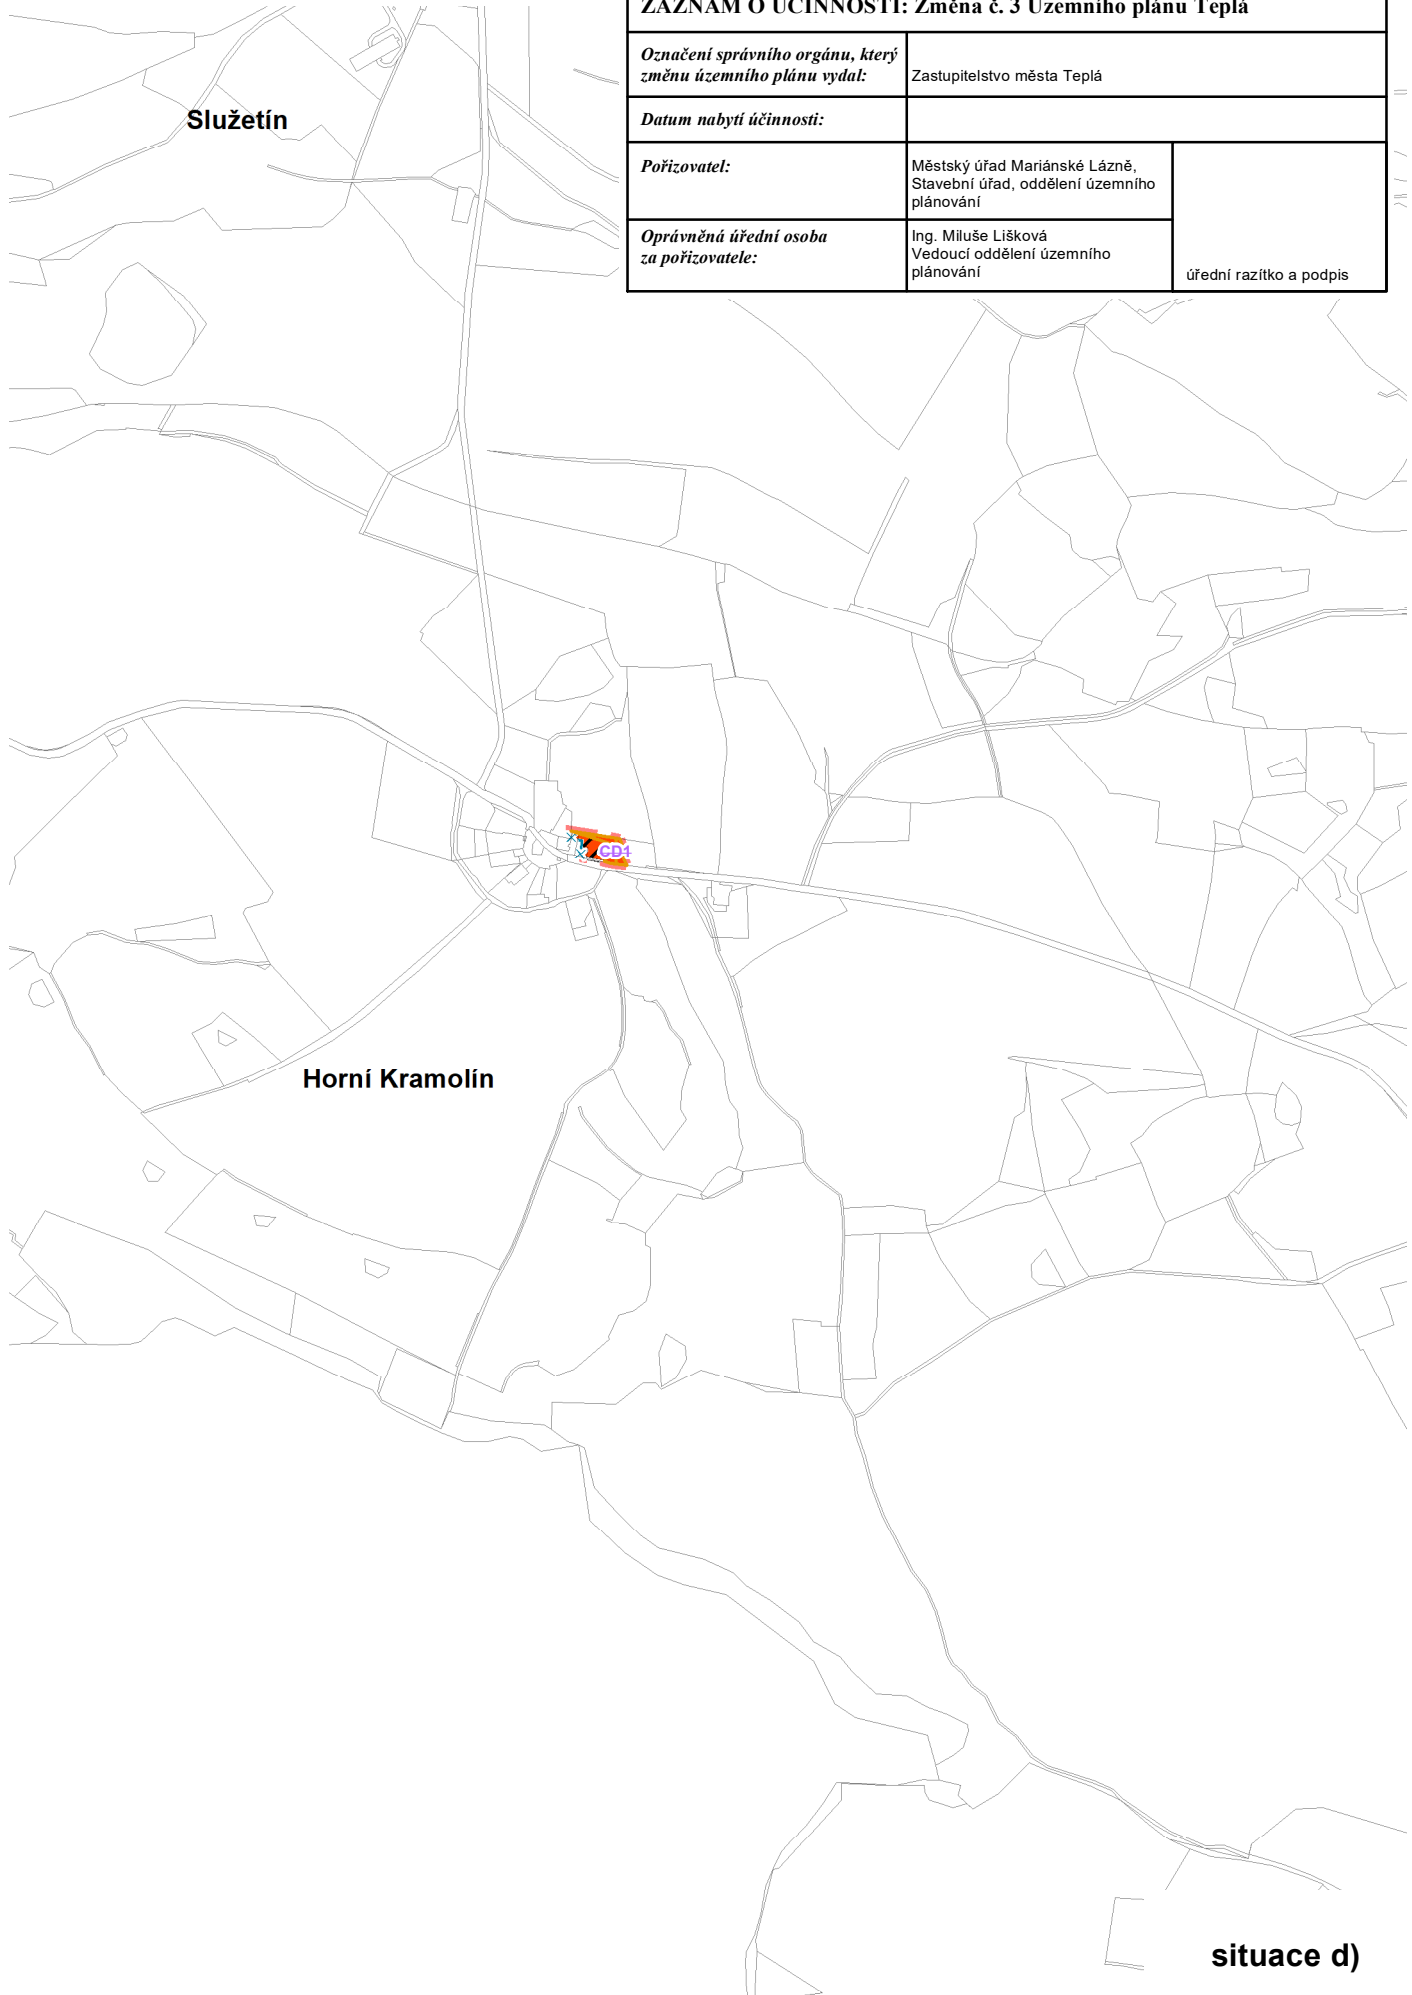 ZÁZNAM O ÚČINNOSTI: Změna č. 3 Územního plánu Teplá
Označení správního orgánu, který
změnu územního plánu vydal:
Zastupitelstvo města Teplá
Datum nabytí účinnosti:
Pořizovatel:
Městský úřad Mariánské Lázně,
Stavební úřad, oddělení územního
plánování
Oprávněná úřední osoba
za pořizovatele:
Ing. Miluše Lišková
Vedoucí oddělení územního
plánování
úřední razítko a podpis
Služetín
CD1
Horní Kramolín
situace d)